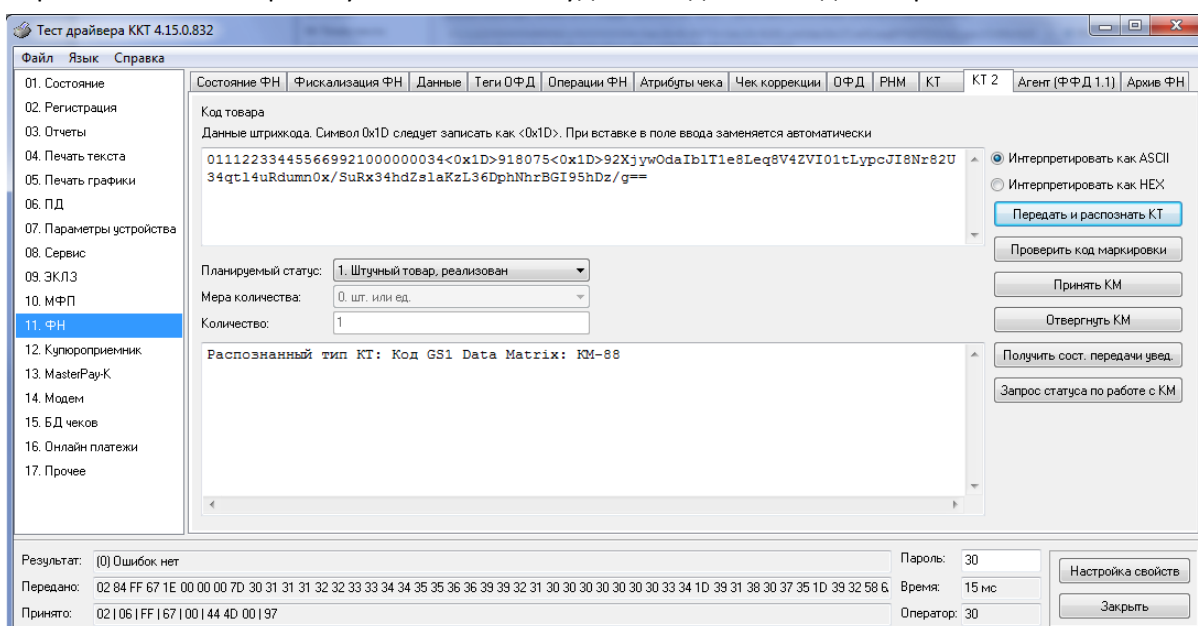 Тест драйвера ККТ 4.15.0.832
Файл Язык Справка
01. Состояние
02. Регистрация
03. Отчеты
04. Печать текста
05. Печать графики
06. ПД
07. Параметры устройства
08. Сервис
09. ЭКЛЗ
10. МФП
11. ФН
12. Купюроприемник
13. MasterPay-K
14. Модем
15. БД чеков
16. Онлайн платежи
17. Прочее
Состояние ФН Фискализация ФН Данные Теги ОФД Операции ФН Атрибуты чека Чек коррекции ОФД РНМ КТ КТ 2 Агент (ФФД 1.1) Архив ФН
Код товара
Данные штрихкода. Символ 0x1D следует записать как <0x1D>. При вставке в поле ввода заменяется автоматически
011122334455669921000000034<0x1D>918075<0x1D>92XjywOdaIblT1e8Leq8V4ZVI01tLypcJI8Nr82U
34qtl4uRdumn0x/SuRx34hdZslaKzL36DphNhrBGI95hDz/g==
Интерпретировать как ASCII
Интерпретировать как HEX
Передать и распознать КТ
Проверить код маркировки
Принять КМ
Отвергнуть КМ
Получить сост. передачи увед.
Запрос статуса по работе с КМ
Планируемый статус: 1. Штучный товар, реализован
Мера количества: 0. шт. или ед.
Количество: 1
Распознанный тип КТ: Код GS1 Data Matrix: КМ-88
Результат: (0) Ошибок нет
Передано: 02 84 FF 67 1E 00 00 00 7D 30 31 31 31 32 32 33 33 34 34 35 35 36 36 39 39 32 31 30 30 30 30 30 30 30 33 34 1D 39 31 38 30 37 35 1D 39 32 58 6
Принято: 02 | 06 | FF | 67 | 00 | 44 4D 00 | 97
Пароль: 30
Время: 15 мс
Оператор: 30
Настройка свойств
Закрыть